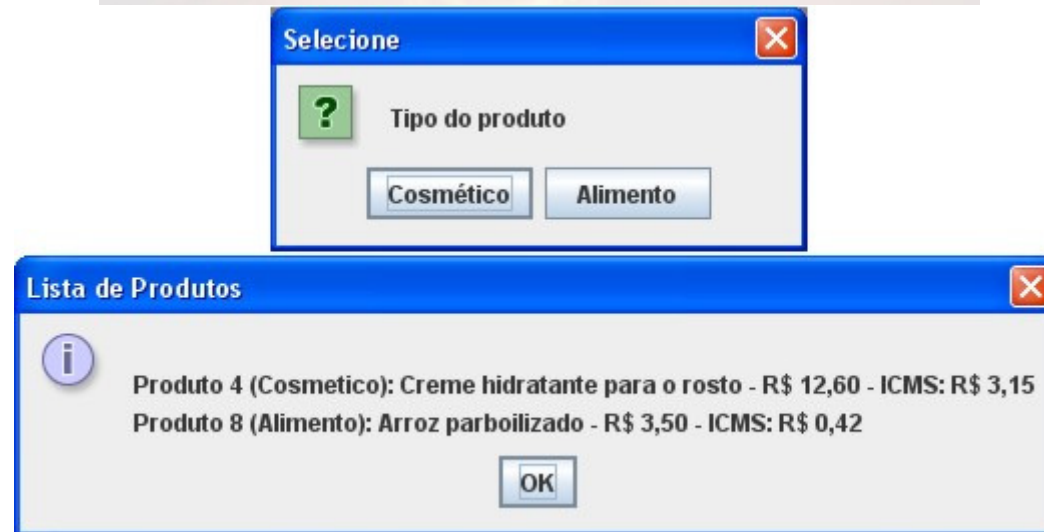 Selecione
?
Tipo do produto
Cosmético Alimento
Lista de Produtos
i
Produto 4 (Cosmetico): Creme hidratante para o rosto - R$ 12,60 - ICMS: R$ 3,15
Produto 8 (Alimento): Arroz parboilizado - R$ 3,50 - ICMS: R$ 0,42
OK